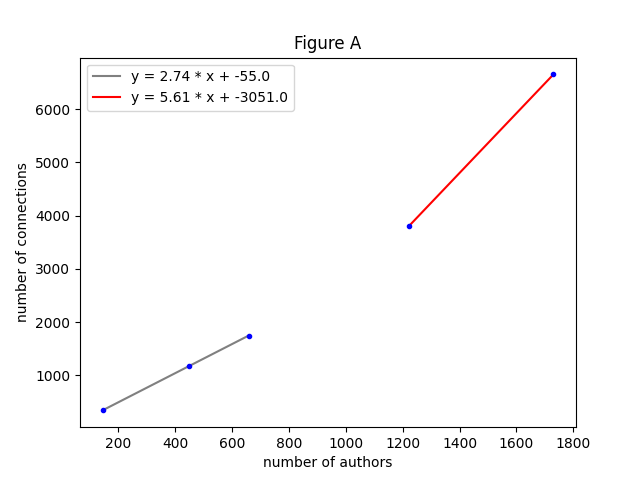 Figure A
y = 2.74 * x + -55.0
y = 5.61 * x + -3051.0
number of connections
6000
5000
4000
3000
2000
1000
200 400 600 800 1000 1200 1400 1600 1800
number of authors